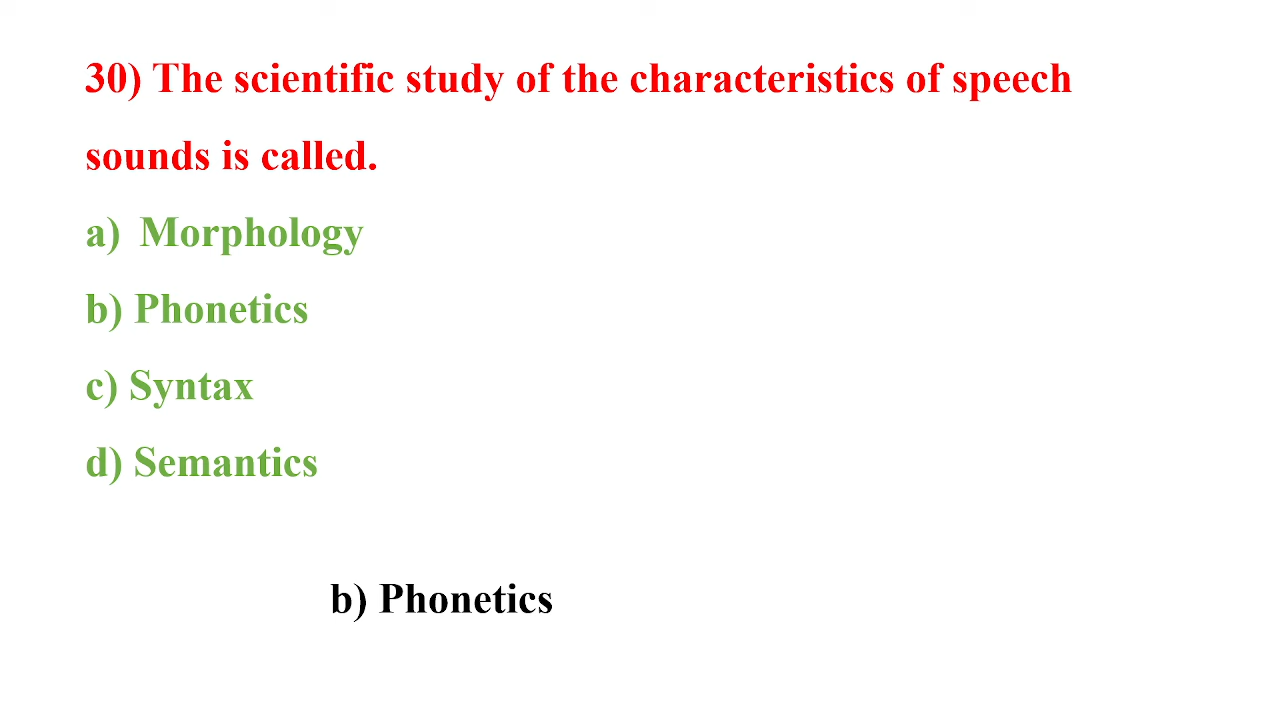 30) The scientific study of the characteristics of speech
sounds is called.
a) Morphology
b) Phonetics
c) Syntax
d) Semantics
b) Phonetics